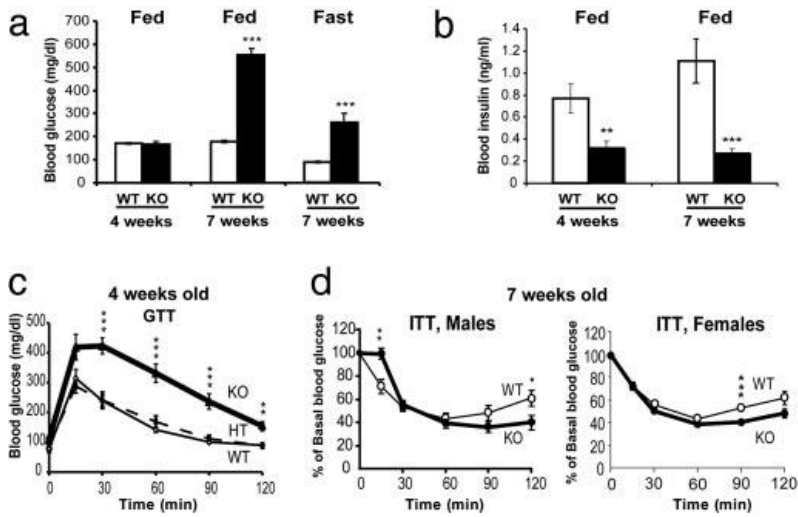 a
Fed Fed Fast
Blood glucose (mg/dl)
700
600
500
400
300
200
100
0
***
***
WT KO WT KO WT KO
4 weeks 7 weeks 7 weeks
b
Fed Fed
Blood insulin (ng/ml)
1.4
1.2
1.0
0.8
0.6
0.4
0.2
0
**
***
WT KO WT KO
4 weeks 7 weeks
c
4 weeks old
GTT
Blood glucose (mg/dl)
500
400
300
200
100
0
***
***
***
**
KO
HT
WT
0 30 60 90 120
Time (min)
d
7 weeks old
ITT, Males
% of Basal blood glucose
120
100
80
60
40
20
0
**
*
WT
KO
0 30 60 90 120
Time (min)
ITT, Females
% of Basal blood glucose
120
100
80
60
40
20
0
***
WT
KO
0 30 60 90 120
Time (min)